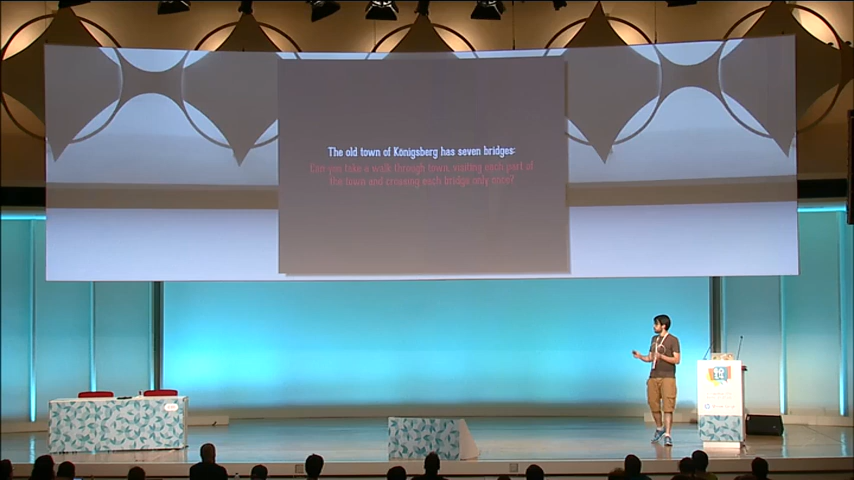 The old town of Königsberg has seven bridges:
Can you take a walk through town, visiting each part of
the town and crossing each bridge only once?